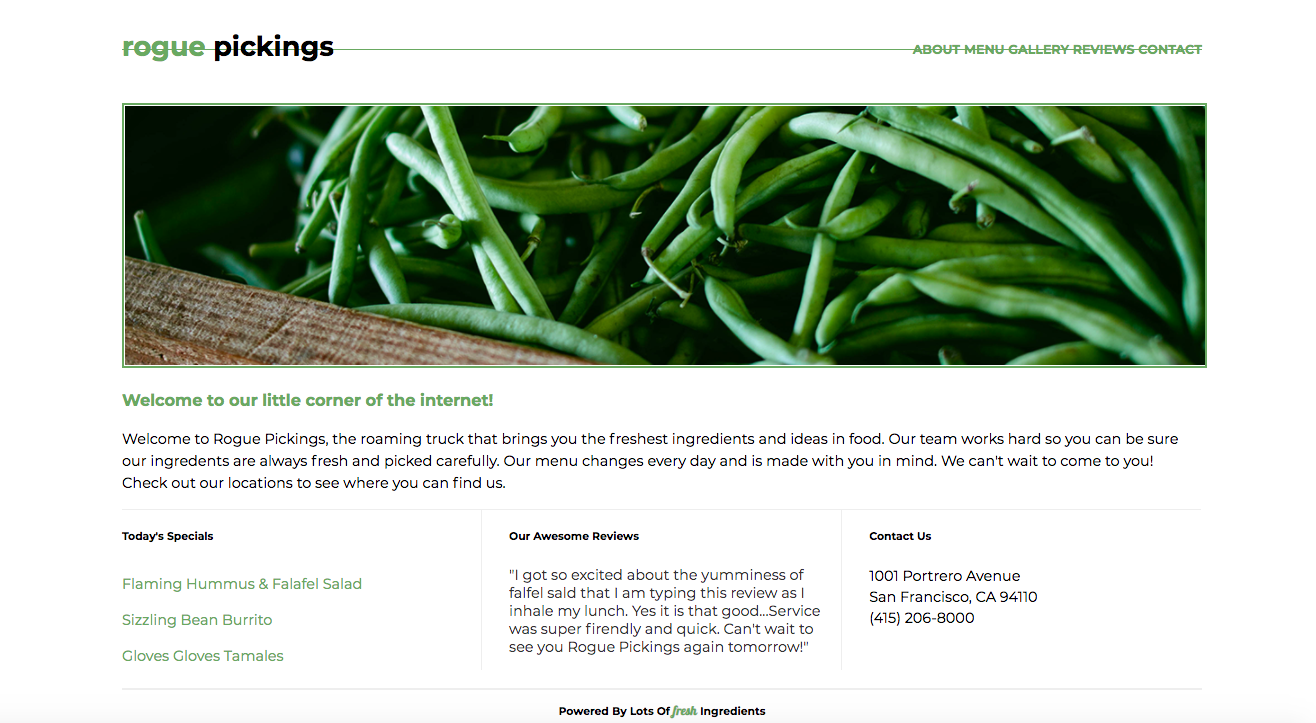 rogue pickings
ABOUT MENU GALLERY REVIEWS CONTACT
Welcome to our little corner of the internet!
Welcome to Rogue Pickings, the roaming truck that brings you the freshest ingredients and ideas in food. Our team works hard so you can be sure
our ingredents are always fresh and picked carefully. Our menu changes every day and is made with you in mind. We can't wait to come to you!
Check out our locations to see where you can find us.
Today's Specials
Flaming Hummus & Falafel Salad
Sizzling Bean Burrito
Gloves Gloves Tamales
Our Awesome Reviews
"I got so excited about the yumminess of
falfel sald that I am typing this review as I
inhale my lunch. Yes it is that good...Service
was super firendly and quick. Can't wait to
see you Rogue Pickings again tomorrow!"
Contact Us
1001 Portrero Avenue
San Francisco, CA 94110
(415) 206-8000
Powered By Lots Of fresh Ingredients